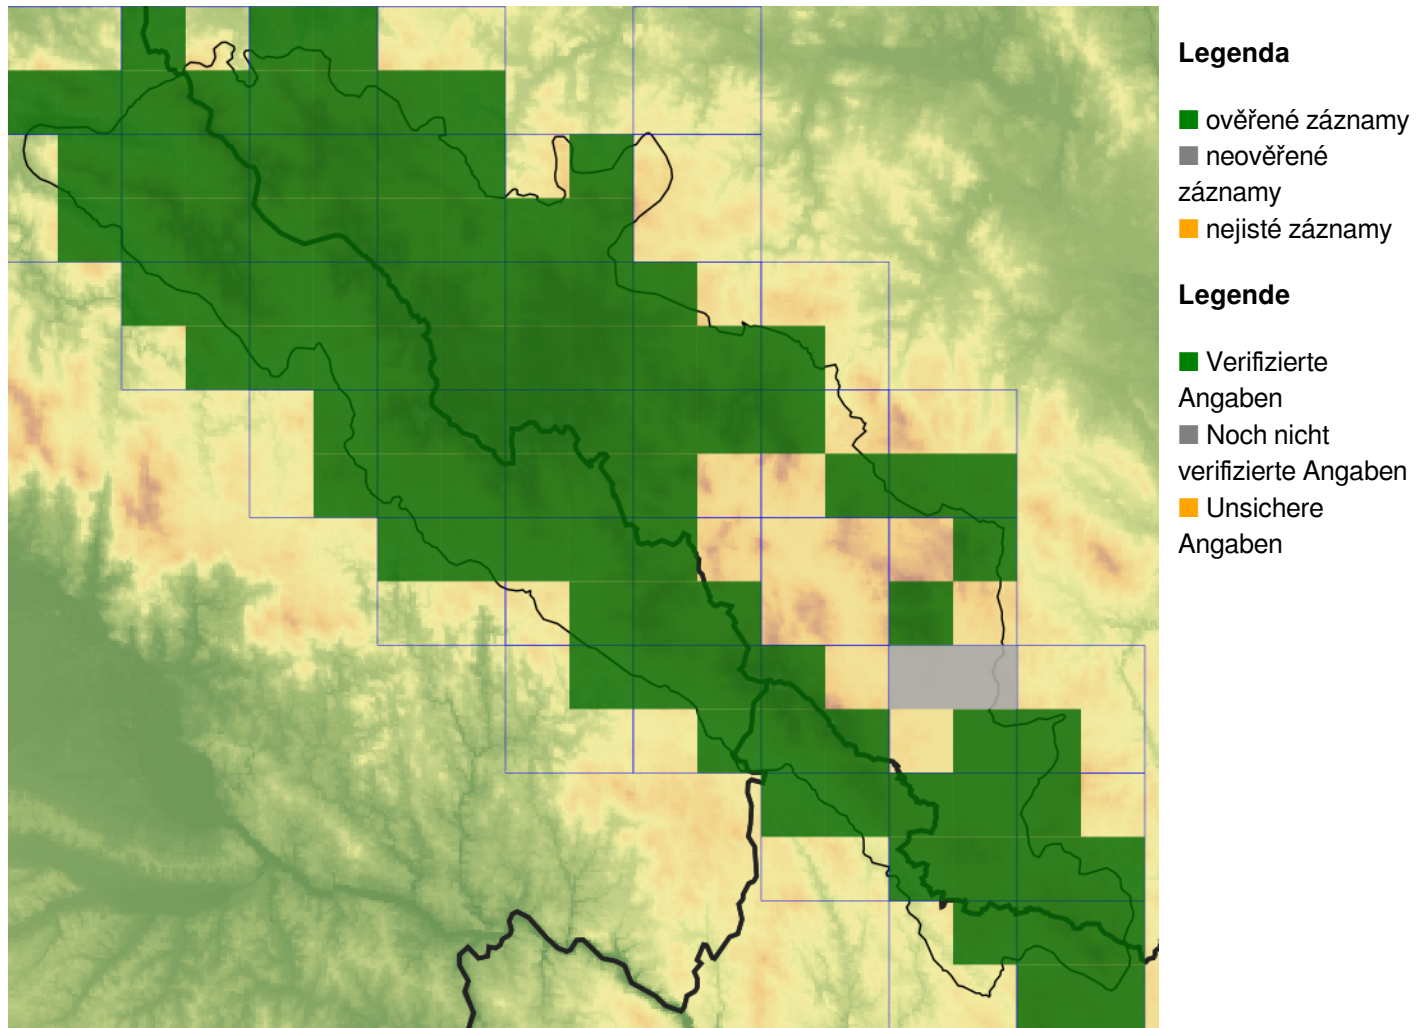 Legenda
ověřené záznamy
neověřené
záznamy
nejisté záznamy
Legende
Verifizierte
Angaben
Noch nicht
verifizierte Angaben
Unsichere
Angaben